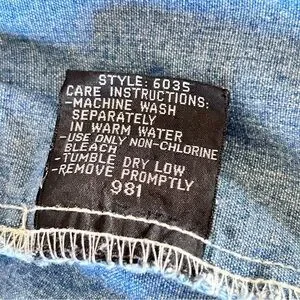 STYLE: 6035
CARE INSTRUCTIONS:
-MACHINE WASH
SEPARATELY
IN WARM WATER
-USE ONLY NON-CHLORINE
BLEACH
-TUMBLE DRY LOW
-REMOVE PROMPTLY
981